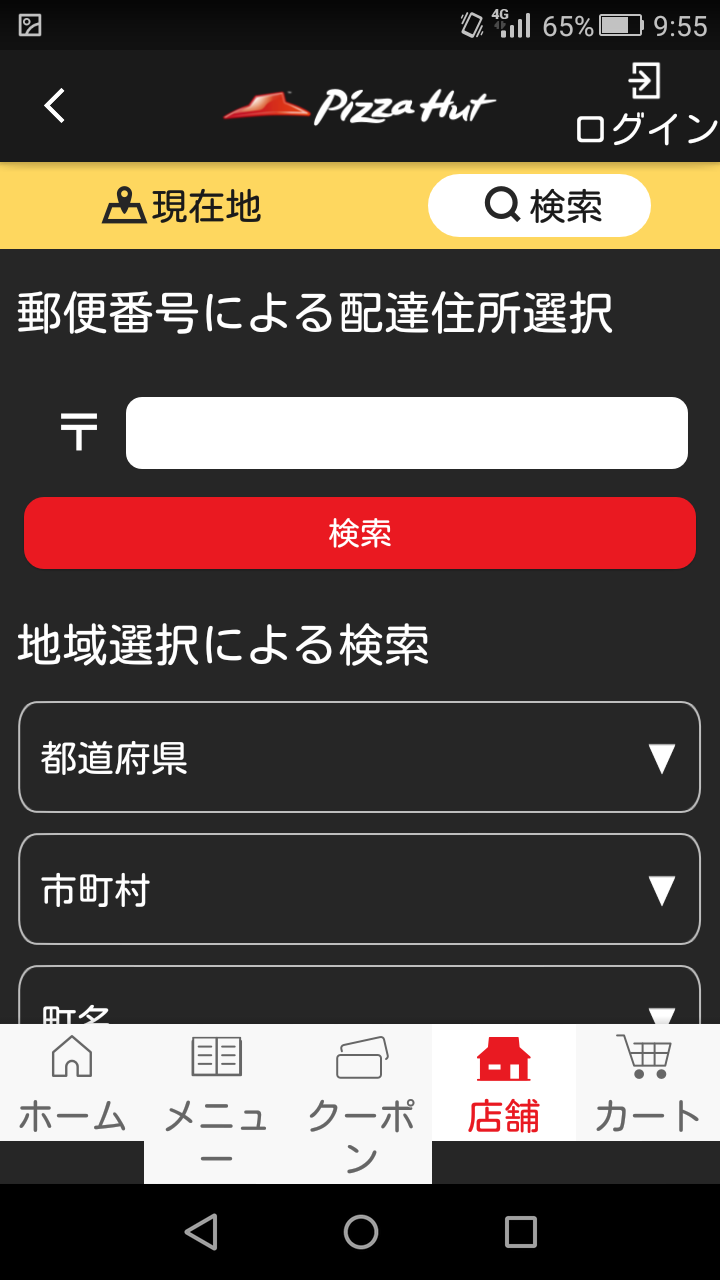 4G 65% 9:55
Pizza Hut
ログイン
現在地 検索
郵便番号による配達住所選択
〒
検索
地域選択による検索
都道府県 ▼
市町村 ▼
町名
ホーム メニュー クーポン 店舗 カート